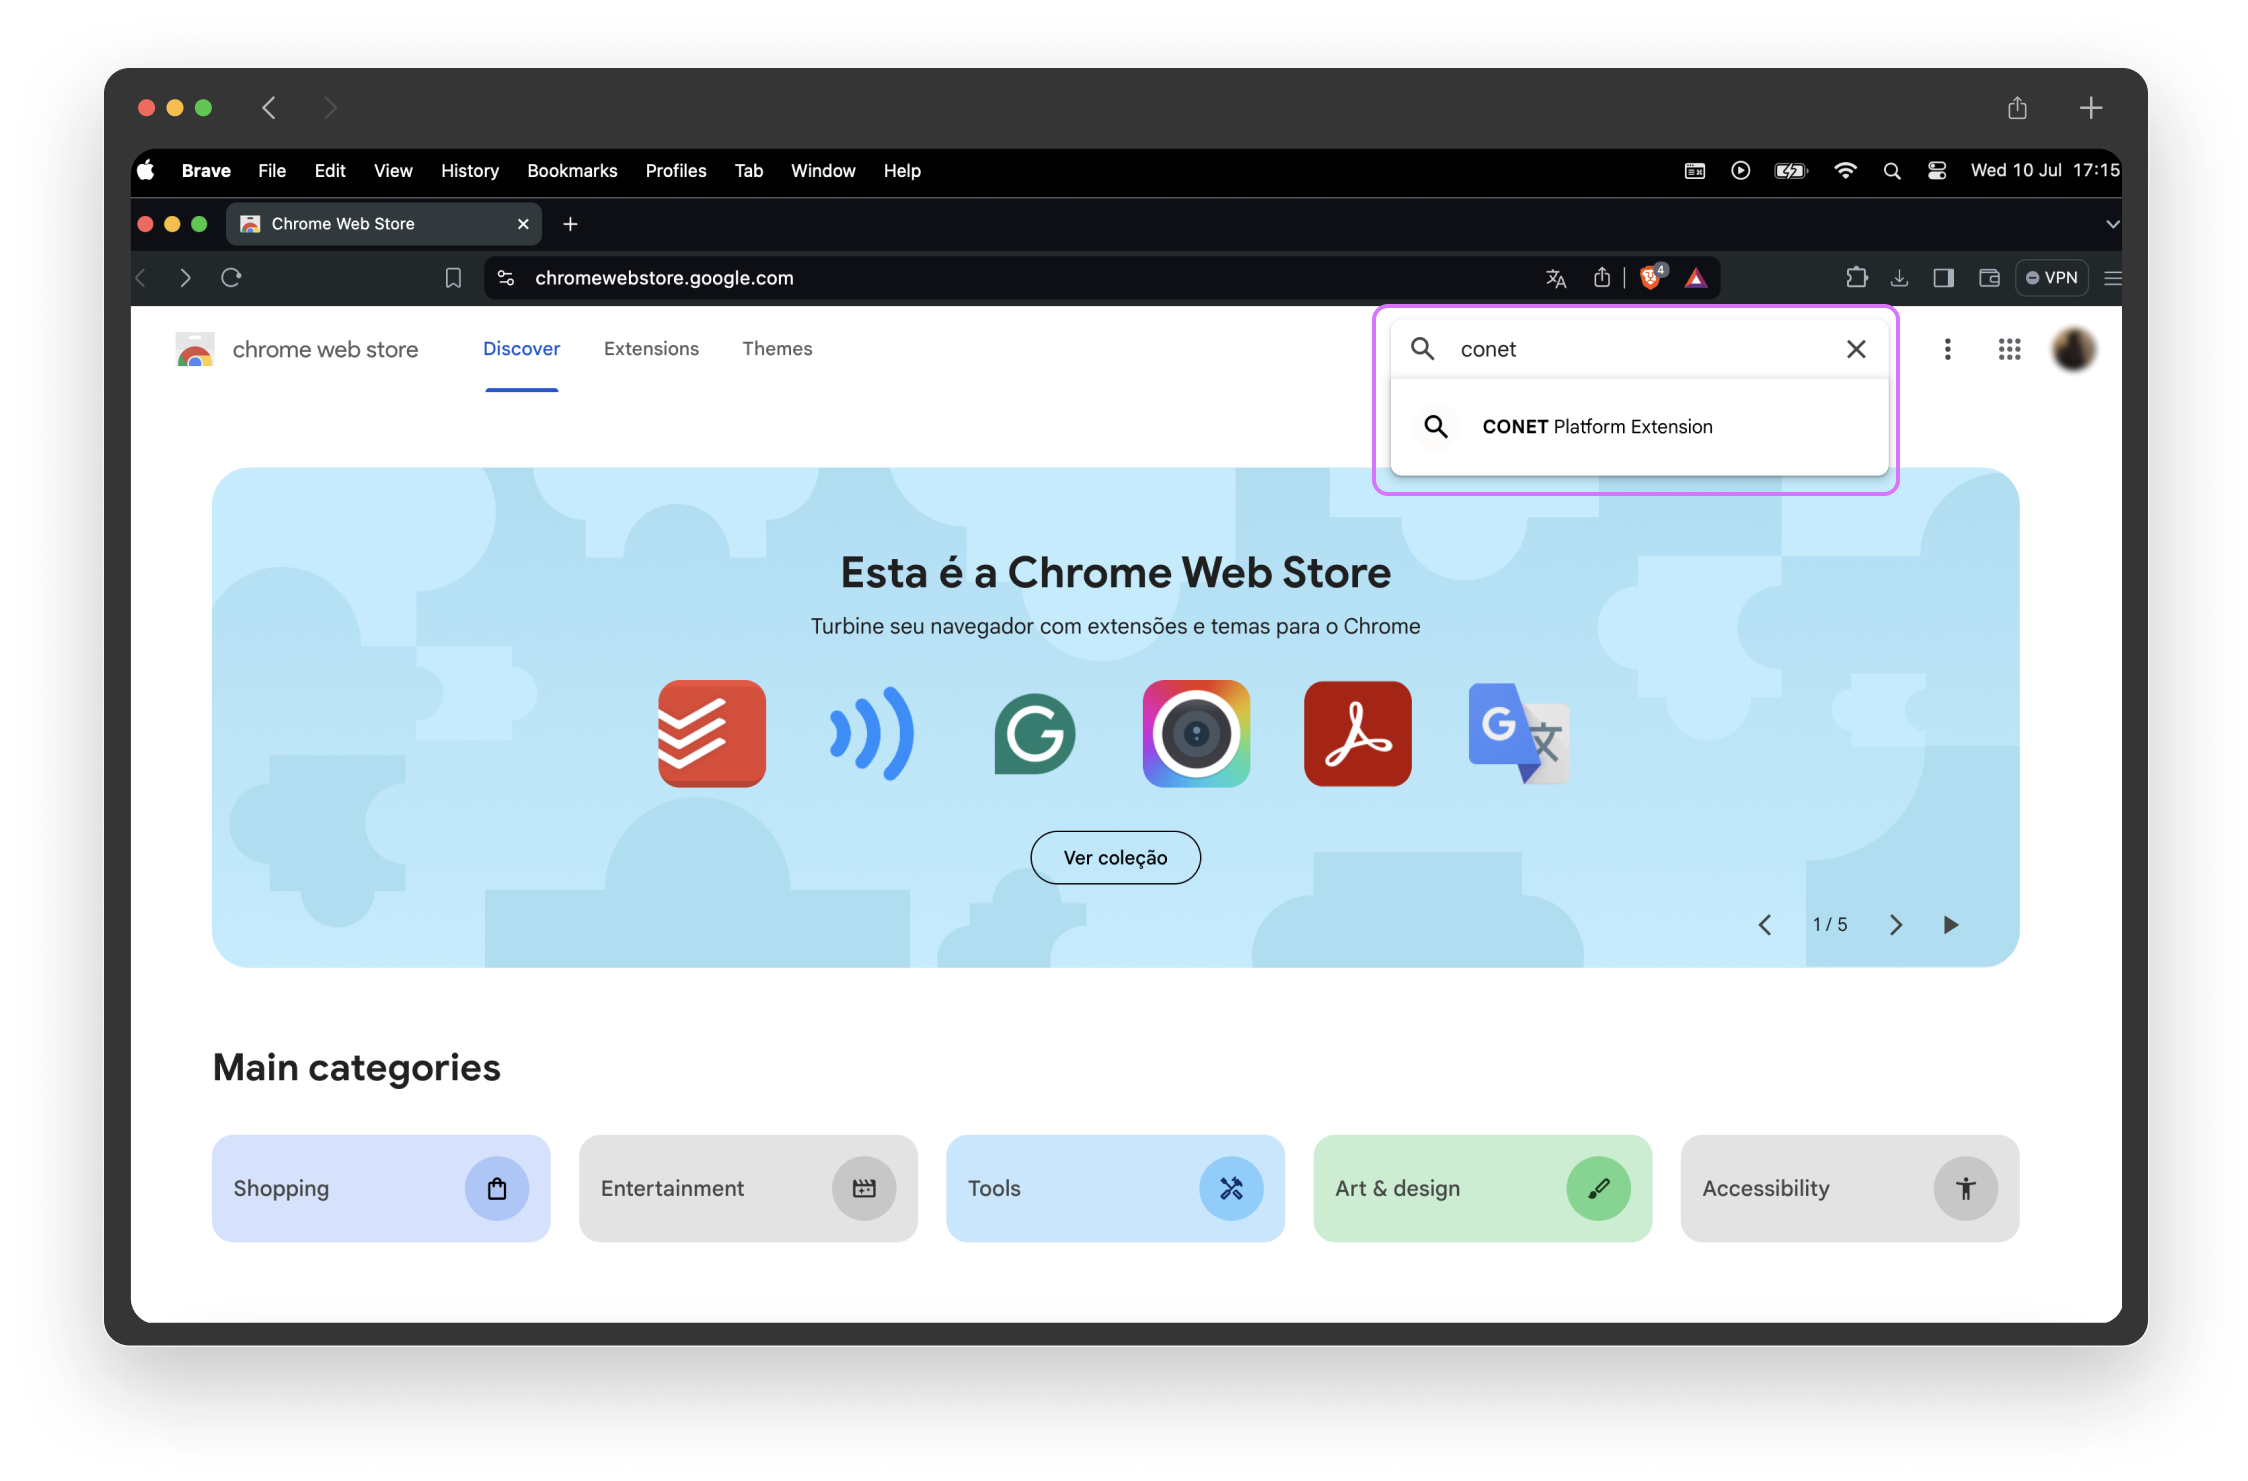 Brave File Edit View History Bookmarks Profiles Tab Window Help Wed 10 Jul 17:15
Chrome Web Store
chromewebstore.google.com 4 VPN
chrome web store Discover Extensions Themes conet
CONET Platform Extension
Esta é a Chrome Web Store
Turbine seu navegador com extensões e temas para o Chrome
Ver coleção
1 / 5
Main categories
Shopping Entertainment Tools Art & design Accessibility